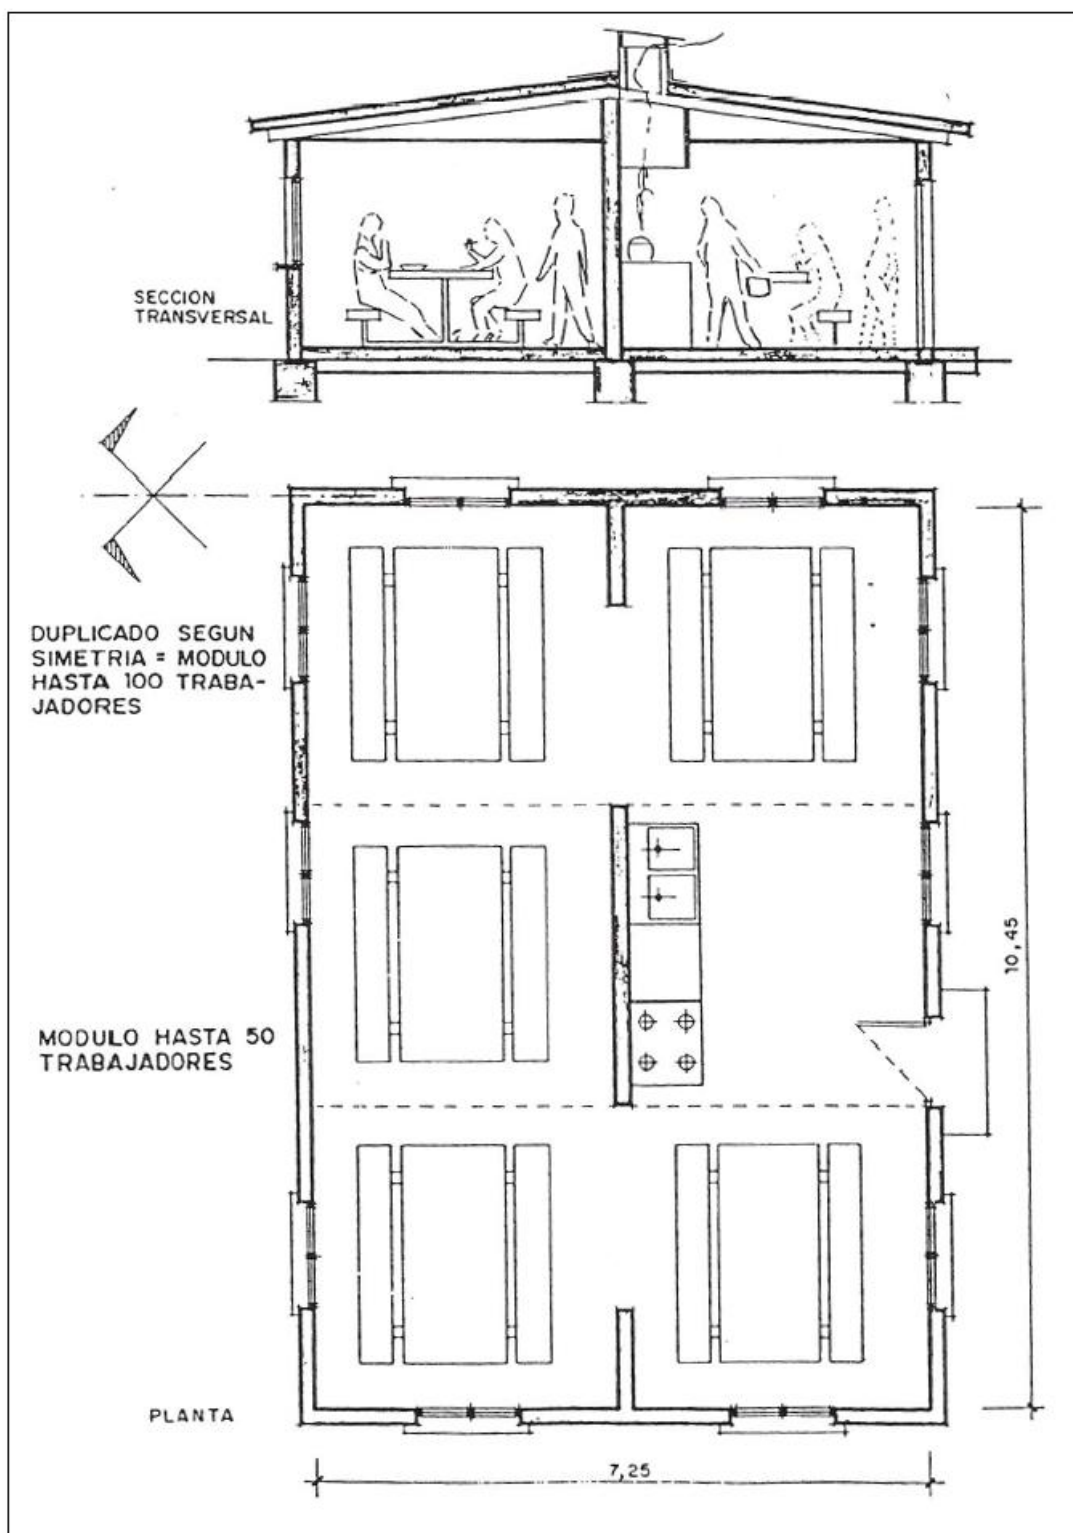 SECCION
TRANSVERSAL
DUPLICADO SEGUN
SIMETRIA = MODULO
HASTA 100 TRABA-
JADORES
MODULO HASTA 50
TRABAJADORES
10,45
PLANTA
7,25